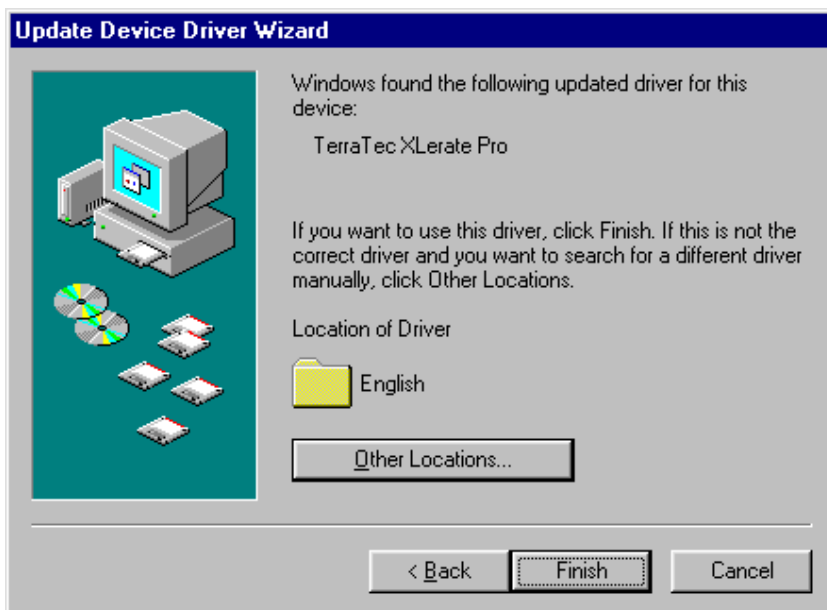 Update Device Driver Wizard
Windows found the following updated driver for this
device:
TerraTec XLerate Pro
If you want to use this driver, click Finish. If this is not the
correct driver and you want to search for a different driver
manually, click Other Locations.
Location of Driver
English
Other Locations...
< Back
Finish
Cancel